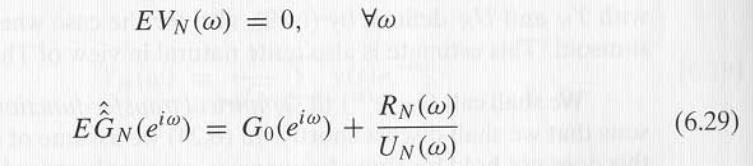 EV_N(ω) = 0,   ∀ω
E\hat{\hat{G}}_N(e^{iω}) = G_0(e^{iω}) + \frac{R_N(ω)}{U_N(ω)}   (6.29)